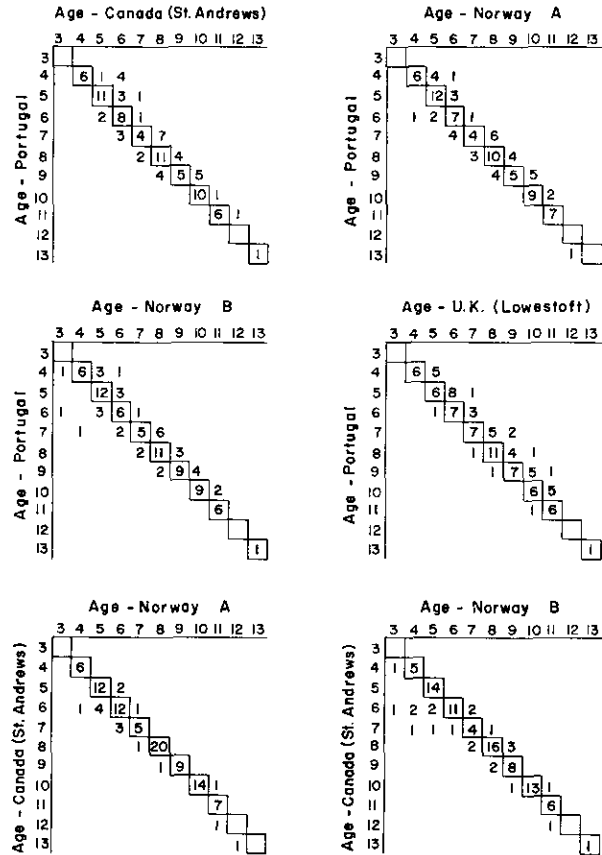 Age - Canada (St. Andrews)
3 4 5 6 7 8 9 10 11 12 13
Age - Portugal
3
4 6 1 4
5 11 3 1
6 2 8 1
7 3 4 7
8 2 11 4
9 4 5 5
10 10 1
11 6 1
12
13 1
Age - Norway A
3 4 5 6 7 8 9 10 11 12 13
Age - Portugal
3
4 6 4 1
5 12 3
6 1 2 7 1
7 4 4 6
8 3 10 4
9 4 5 5
10 9 2
11 7
12
13 1
Age - Norway B
3 4 5 6 7 8 9 10 11 12 13
Age - Portugal
3
4 1 6 3 1
5 12 3
6 1 3 6 1
7 1 2 5 6
8 2 11 3
9 2 9 4
10 9 2
11 6
12
13 1
Age - U.K. (Lowestoft)
3 4 5 6 7 8 9 10 11 12 13
Age - Portugal
3
4 6 5
5 6 8 1
6 1 7 3
7 7 5 2
8 1 11 4 1
9 1 7 5 1
10 6 5
11 1 6
12
13 1
Age - Norway A
3 4 5 6 7 8 9 10 11 12 13
Age - Canada (St. Andrews)
3
4 6
5 12 2
6 1 4 12 1
7 3 5
8 1 20
9 1 9
10 14 1
11 7
12 1
13 1
Age - Norway B
3 4 5 6 7 8 9 10 11 12 13
Age - Canada (St. Andrews)
3
4 1 5
5 14
6 1 2 2 11 2
7 1 1 1 4 1
8 2 16 3
9 2 8
10 1 13 1
11 6
12 1
13 1